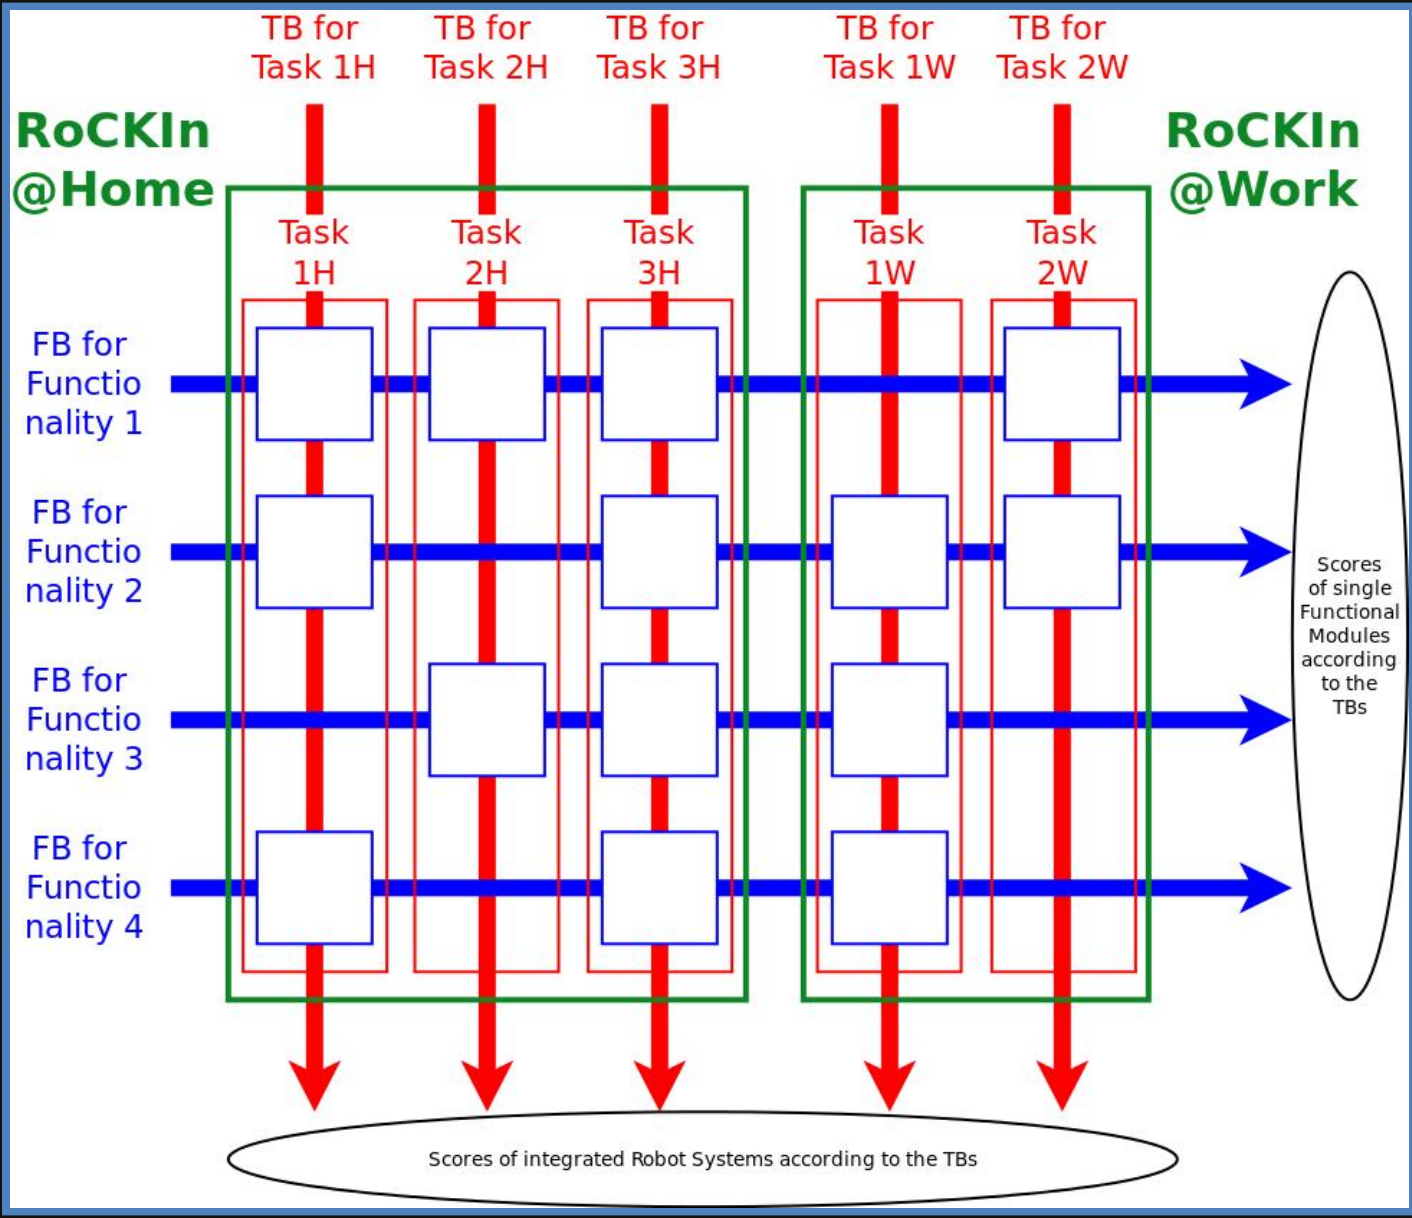 TB for
Task 1H
TB for
Task 2H
TB for
Task 3H
TB for
Task 1W
TB for
Task 2W
RoCKIn
@Home
RoCKIn
@Work
Task
1H
Task
2H
Task
3H
Task
1W
Task
2W
FB for
Functio
nality 1
FB for
Functio
nality 2
FB for
Functio
nality 3
FB for
Functio
nality 4
Scores
of single
Functional
Modules
according
to the
TBs
Scores of integrated Robot Systems according to the TBs